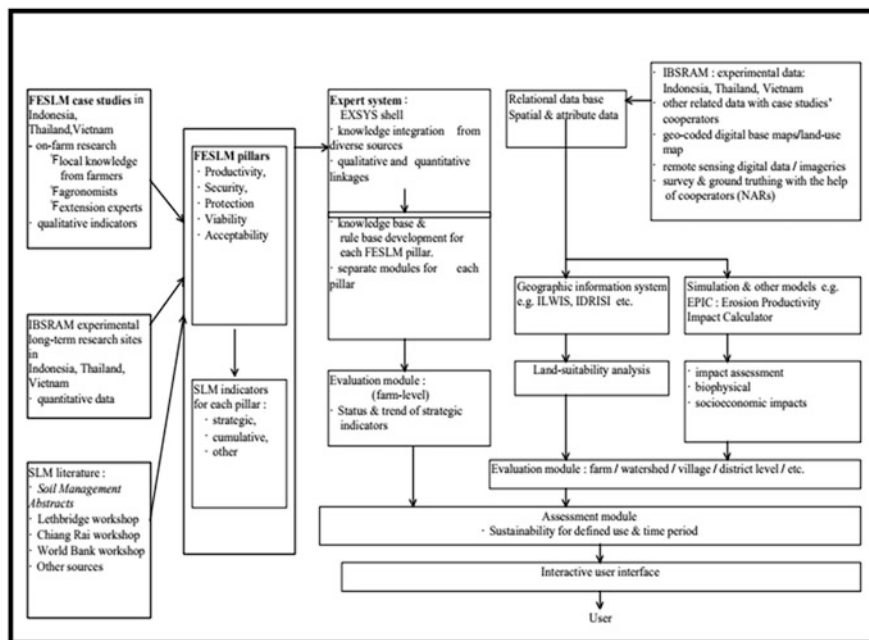 FESLM case studies in
Indonesia,
Thailand,Vietnam
- on-farm research
local knowledge
from farmers
agronomists
extension experts
· qualitative indicators
IBSRAM experimental
long-term research sites
in
Indonesia, Thailand,
Vietnam
· quantitative data
SLM literature :
· Soil Management
Abstracts
· Lethbridge workshop
· Chiang Rai workshop
· World Bank workshop
· Other sources
FESLM pillars
· Productivity,
· Security,
· Protection
· Viability
· Acceptability
SLM indicators
for each pillar :
· strategic,
· cumulative,
· other
Expert system :
EXSYS shell
· knowledge integration from
diverse sources
· qualitative and quantitative
linkages
· knowledge base &
rule base development for
each FESLM pillar.
· separate modules for each
pillar
Evaluation module :
(farm-level)
· Status & trend of strategic
indicators
Relational data base
Spatial & attribute data
· IBSRAM : experimental data:
Indonesia, Thailand, Vietnam
· other related data with case studies'
cooperators
· geo-coded digital base maps/land-use
map
· remote sensing digital data / imageries
· survey & ground truthing with the help
of cooperators (NARs)
Geographic information system
e.g. ILWIS, IDRISI etc.
Simulation & other models e.g.
EPIC : Erosion Productivity
Impact Calculator
Land-suitability analysis
· impact assessment
· biophysical
· socioeconomic impacts
Evaluation module : farm / watershed / village / district level / etc.
Assessment module
· Sustainability for defined use & time period
Interactive user interface
User